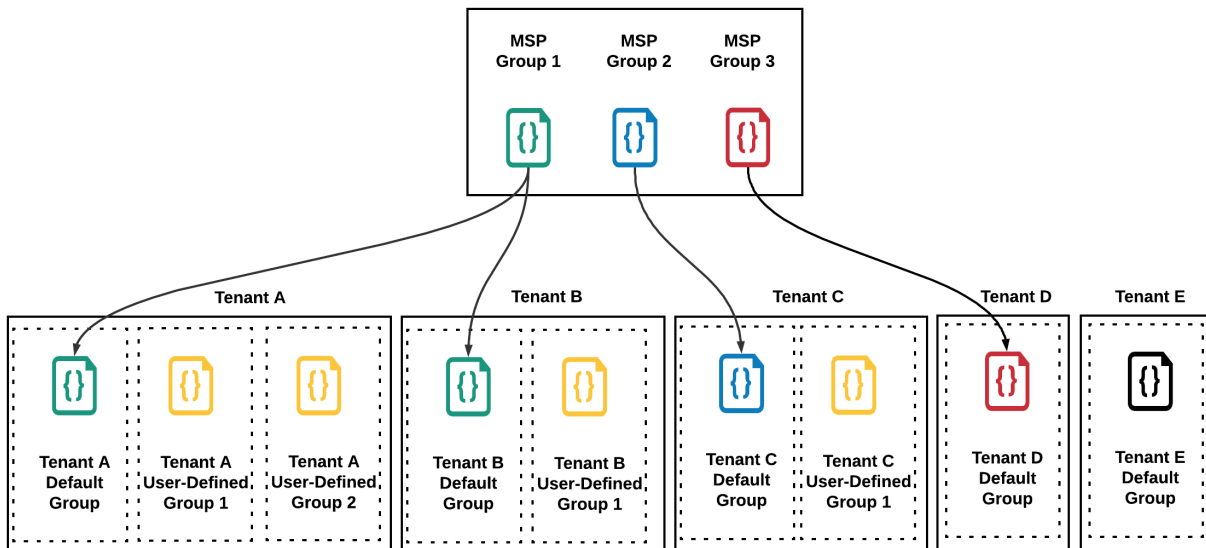 MSP
Group 1
MSP
Group 2
MSP
Group 3
{}
{}
{}
Tenant A
Tenant B
Tenant C
Tenant D
Tenant E
{}
{}
{}
{}
{}
{}
{}
{}
{}
Tenant A
Default
Group
Tenant A
User-Defined
Group 1
Tenant A
User-Defined
Group 2
Tenant B
Default
Group
Tenant B
User-Defined
Group 1
Tenant C
Default
Group
Tenant C
User-Defined
Group 1
Tenant D
Default
Group
Tenant E
Default
Group